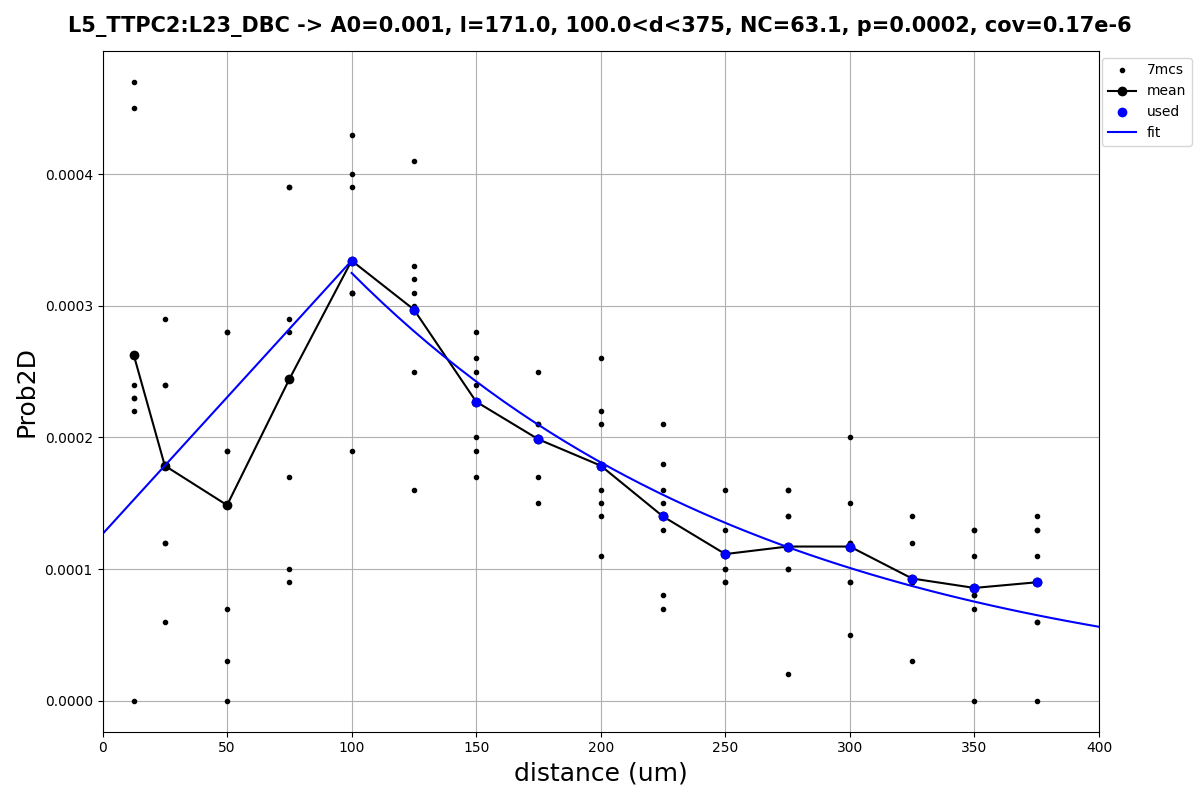 L5_TTPC2:L23_DBC -> A0=0.001, l=171.0, 100.0<d<375, NC=63.1, p=0.0002, cov=0.17e-6
7mcs
mean
used
fit
Prob2D
0.0004
0.0003
0.0002
0.0001
0.0000
0 50 100 150 200 250 300 350 400
distance (um)